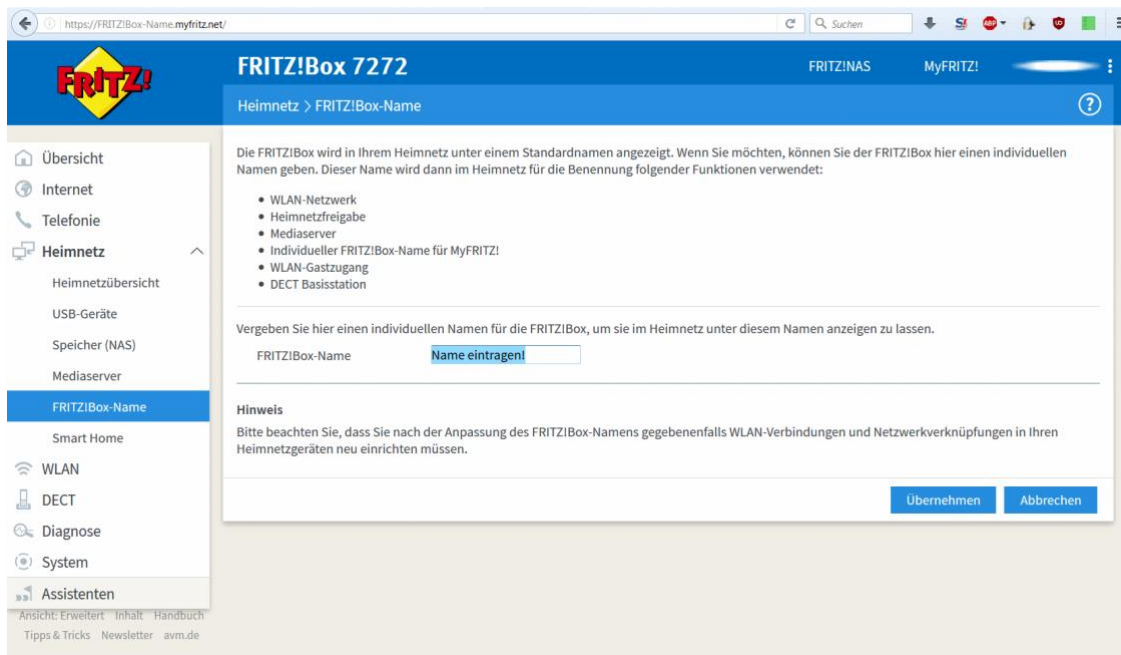 https://FRITZ!Box-Name.myfritz.net/
Suchen
S!
ABP
FRITZ!
FRITZ!Box 7272
FRITZ!NAS
MyFRITZ!
Heimnetz > FRITZ!Box-Name
?
Übersicht
Internet
Telefonie
Heimnetz
Heimnetzübersicht
USB-Geräte
Speicher (NAS)
Mediaserver
FRITZ!Box-Name
Smart Home
WLAN
DECT
Diagnose
System
Assistenten
Ansicht: Erweitert Inhalt Handbuch
Tipps & Tricks Newsletter avm.de
Die FRITZ!Box wird in Ihrem Heimnetz unter einem Standardnamen angezeigt. Wenn Sie möchten, können Sie der FRITZ!Box hier einen individuellen
Namen geben. Dieser Name wird dann im Heimnetz für die Benennung folgender Funktionen verwendet:
• WLAN-Netzwerk
• Heimnetzfreigabe
• Mediaserver
• Individueller FRITZ!Box-Name für MyFRITZ!
• WLAN-Gastzugang
• DECT Basisstation
Vergeben Sie hier einen individuellen Namen für die FRITZ!Box, um sie im Heimnetz unter diesem Namen anzeigen zu lassen.
FRITZ!Box-Name Name eintragen!
Hinweis
Bitte beachten Sie, dass Sie nach der Anpassung des FRITZ!Box-Namens gegebenenfalls WLAN-Verbindungen und Netzwerkverknüpfungen in Ihren
Heimnetzgeräten neu einrichten müssen.
Übernehmen Abbrechen